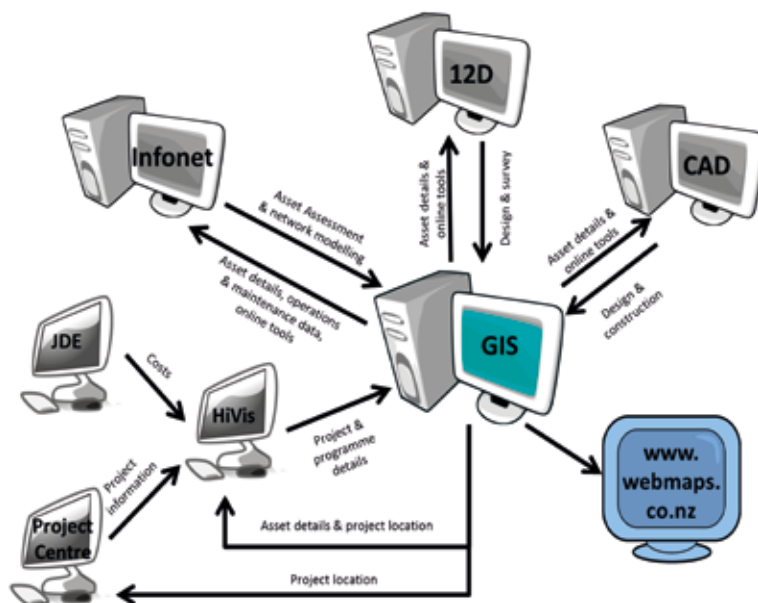 12D
Infonet
CAD
Asset Assessment
& network modelling
Asset details, operations
& maintenance data,
online tools
Asset details &
online tools
Design & survey
Asset details &
online tools
Design &
construction
GIS
JDE
Costs
HiVis
Project &
programme
details
Project
information
Project
Centre
www.
webmaps.
co.nz
Asset details & project location
Project location